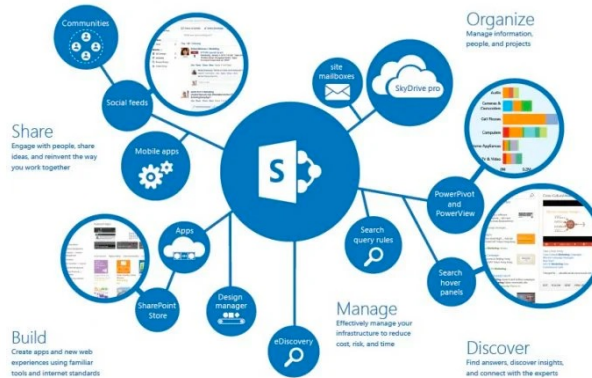 Communities
Social feeds
Share
Engage with people, share
ideas, and reinvent the way
you work together
Mobile apps
site
mailboxes
SkyDrive pro
Organize
Manage information,
people, and projects
Audio
Cameras &
Computers
PowerPivot
and
PowerView
S
Search
query rules
Search
hover
panels
Apps
SharePoint
Store
Design
manager
eDiscovery
Build
Create apps and new web
experiences using familiar
tools and internet standards
Manage
Effectively manage your
infrastructure to reduce
cost, risk, and time
Discover
Find answers, discover insights,
and connect with the experts